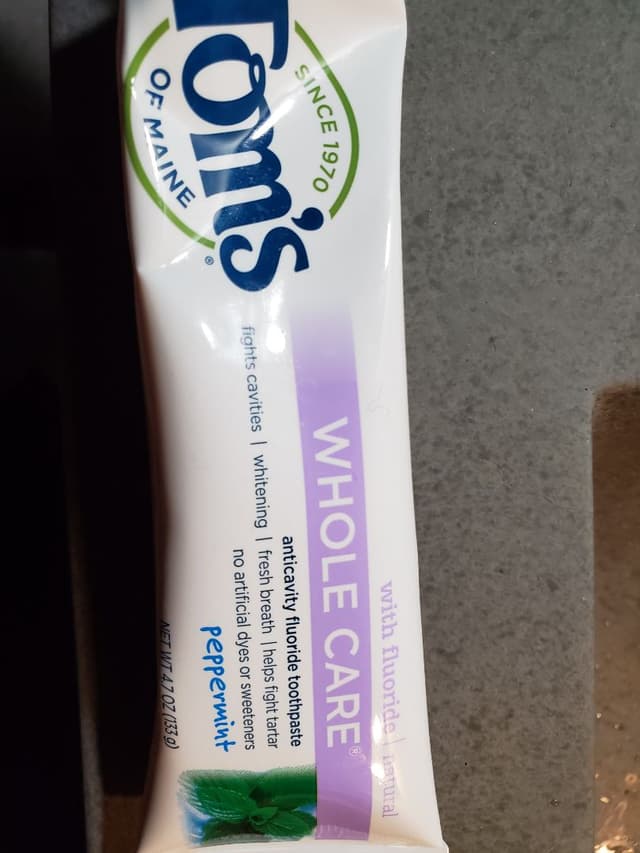 Tom's
OF MAINE
SINCE 1970
®
with fluoride | natural
WHOLE CARE®
anticavity fluoride toothpaste
fights cavities | whitening | fresh breath | helps fight tartar
no artificial dyes or sweeteners
peppermint
NET WT 4.7 OZ (133 g)